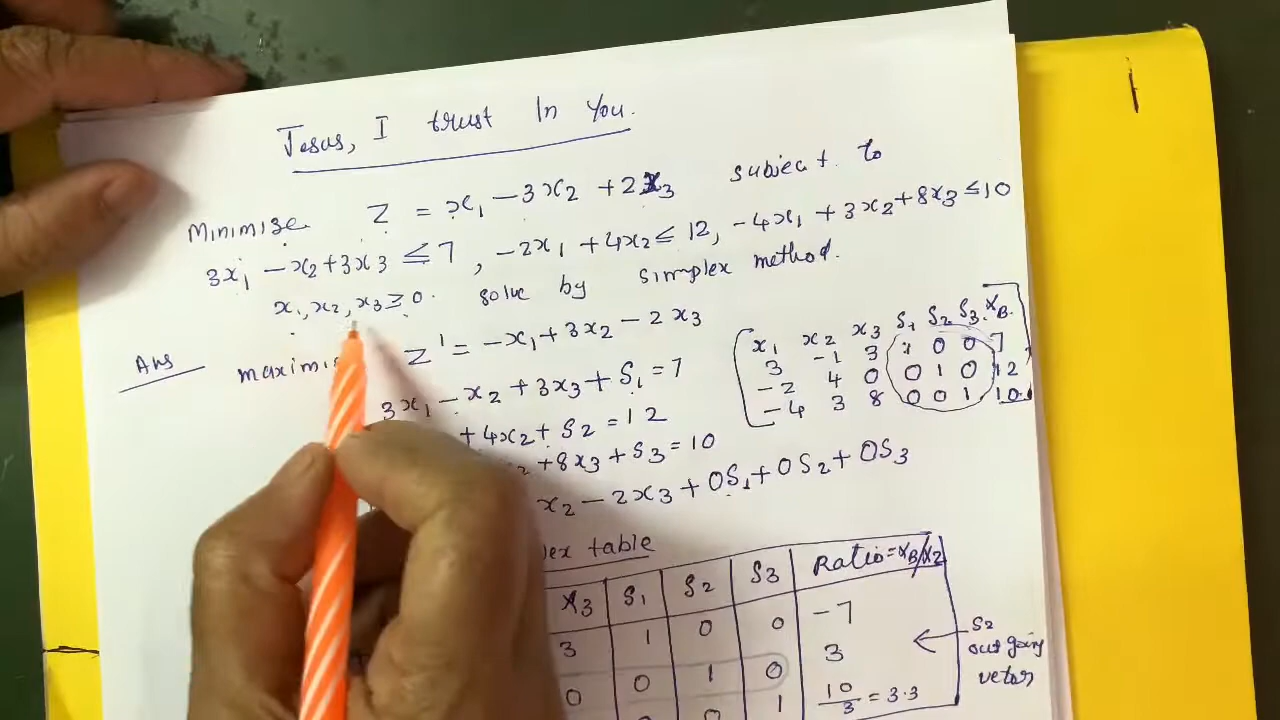 Jesus, I trust In You.
Minimise Z = x₁ - 3x₂ + 2x₃ subject to
3x₁ - x₂ + 3x₃ ≤ 7, -2x₁ + 4x₂ ≤ 12, -4x₁ + 3x₂ + 8x₃ ≤ 10
x₁, x₂, x₃ ≥ 0. solve by simplex method.
Ans
Z' = -x₁ + 3x₂ - 2x₃
3x₁ - x₂ + 3x₃ + S₁ = 7
+ 4x₂ + S₂ = 12
+ 8x₃ + S₃ = 10
x₂ - 2x₃ + 0S₁ + 0S₂ + 0S₃
x₁ x₂ x₃ S₁ S₂ S₃ XB
3 -1 3 1 0 0 7
-2 4 0 0 1 0 12
-4 3 8 0 0 1 10
table
X3 S1 S2 S3 Ratio = XB/X2
3 1 0 0 -7
0 0 1 0 3
0 1 10/3 = 3.3
← S2
out going
vetor